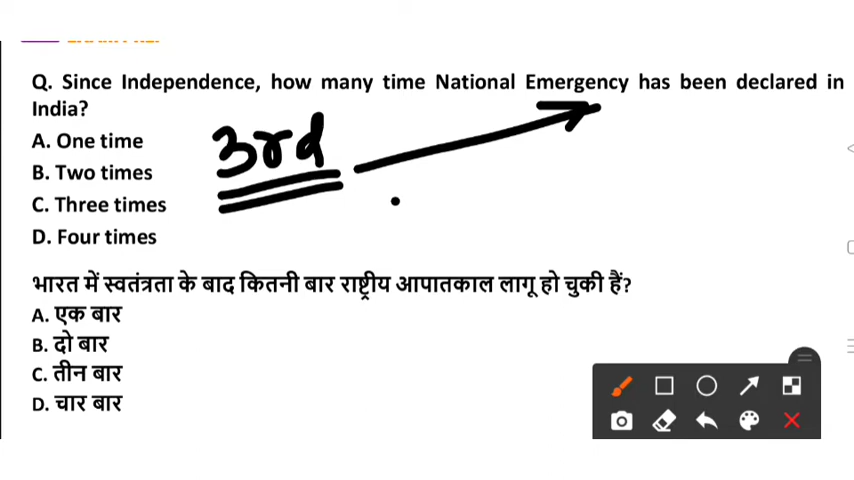 Q. Since Independence, how many time National Emergency has been declared in
India?
A. One time
3rd
B. Two times
C. Three times
D. Four times
भारत में स्वतंत्रता के बाद कितनी बार राष्ट्रीय आपातकाल लागू हो चुकी हैं?
A. एक बार
B. दो बार
C. तीन बार
D. चार बार